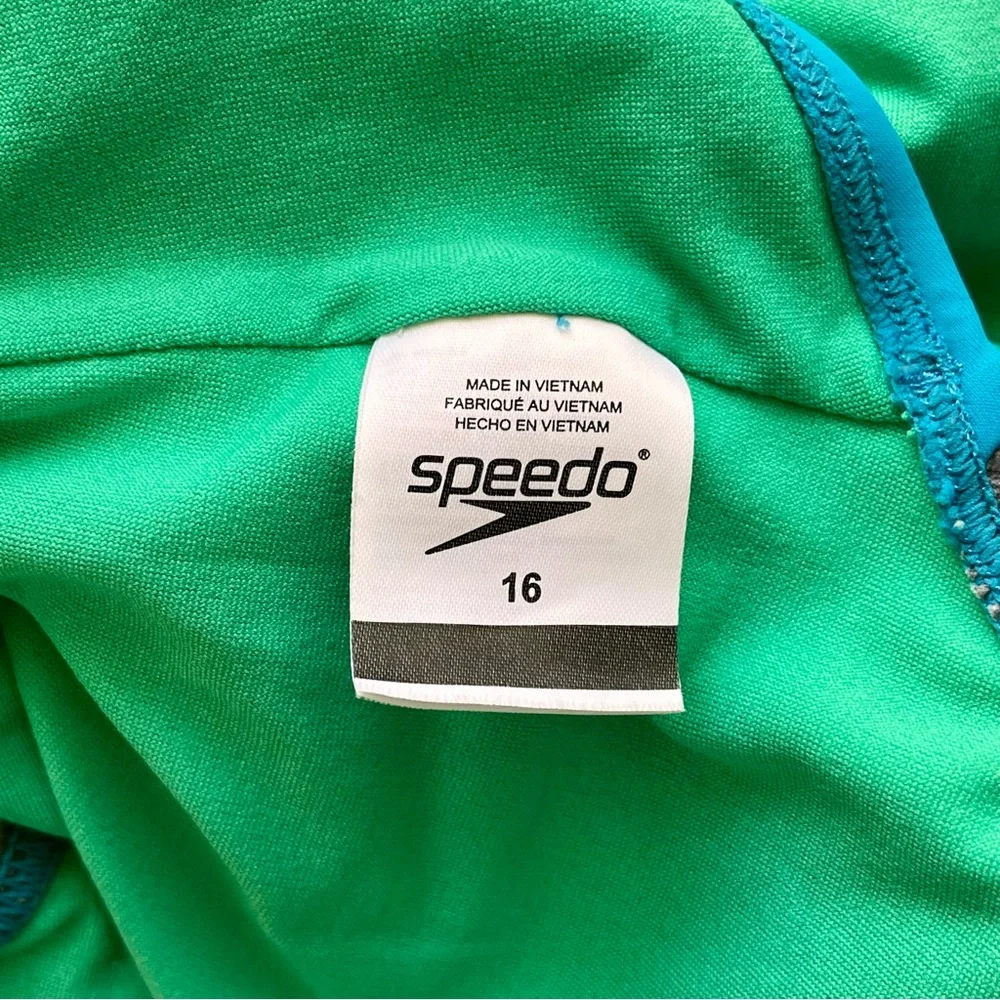 MADE IN VIETNAM
FABRIQUÉ AU VIETNAM
HECHO EN VIETNAM
speedo®
16